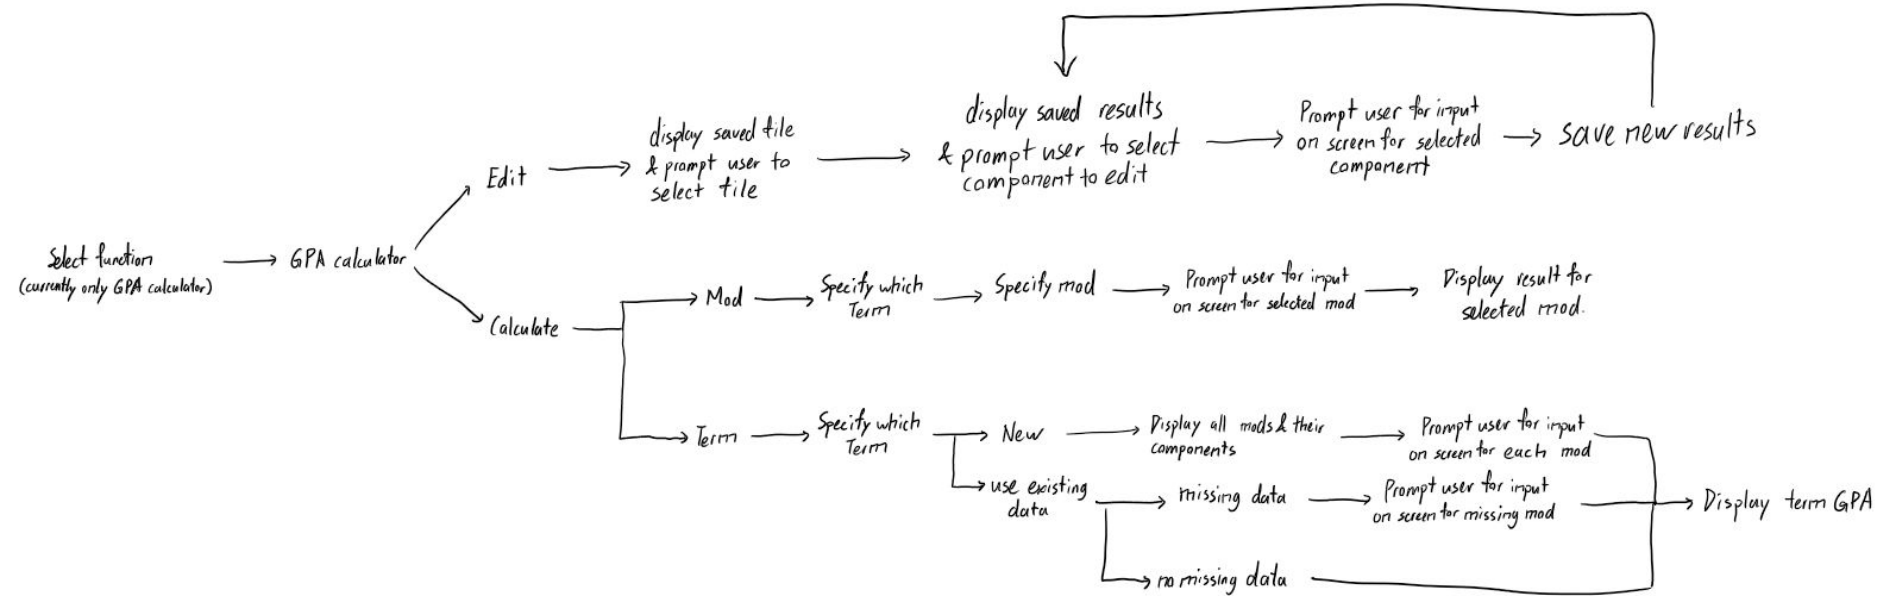 display saved file
& prompt user to
select file
display saved results
& prompt user to select
component to edit
Prompt user for input
on screen for selected
component
save new results
Edit
Select function
(currently only GPA calculator)
GPA calculator
Calculate
Mod
Specify which
Term
Specify mod
Prompt user for input
on screen for selected mod
Display result for
selected mod.
Term
Specify which
Term
New
Display all mods & their
components
Prompt user for input
on screen for each mod
use existing
data
missing data
Prompt user for input
on screen for missing mod
no missing data
Display term GPA